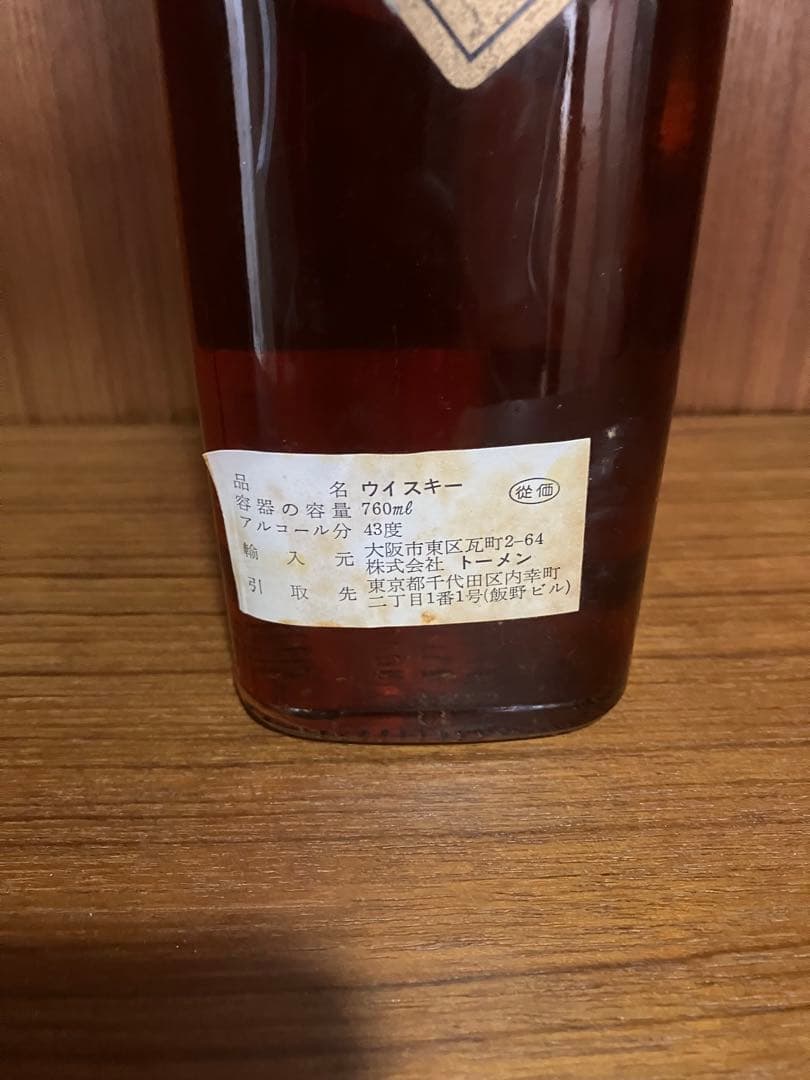 品名 ウイスキー 従価
容器の容量 760ml
アルコール分 43度
輸入元 大阪市東区瓦町2-64
株式会社 トーメン
引取先 東京都千代田区内幸町
二丁目1番1号(飯野ビル)